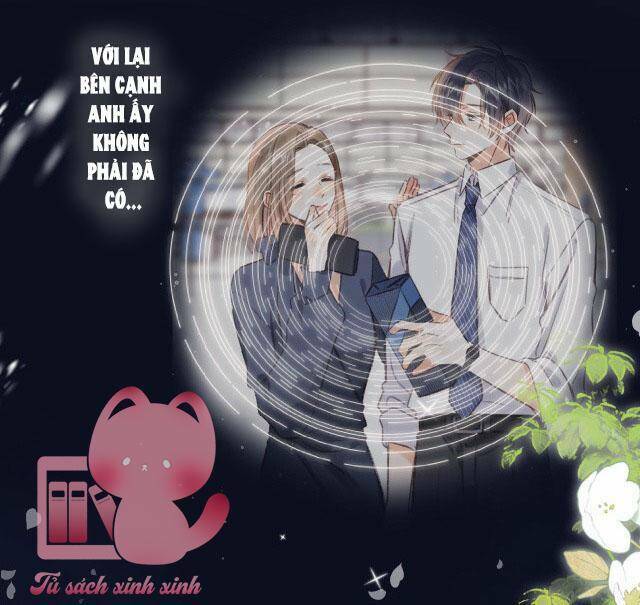 VỚI LẠI
BÊN CẠNH
ANH ẤY
KHÔNG
PHẢI ĐÃ
CÓ...
Tủ sách xinh xinh